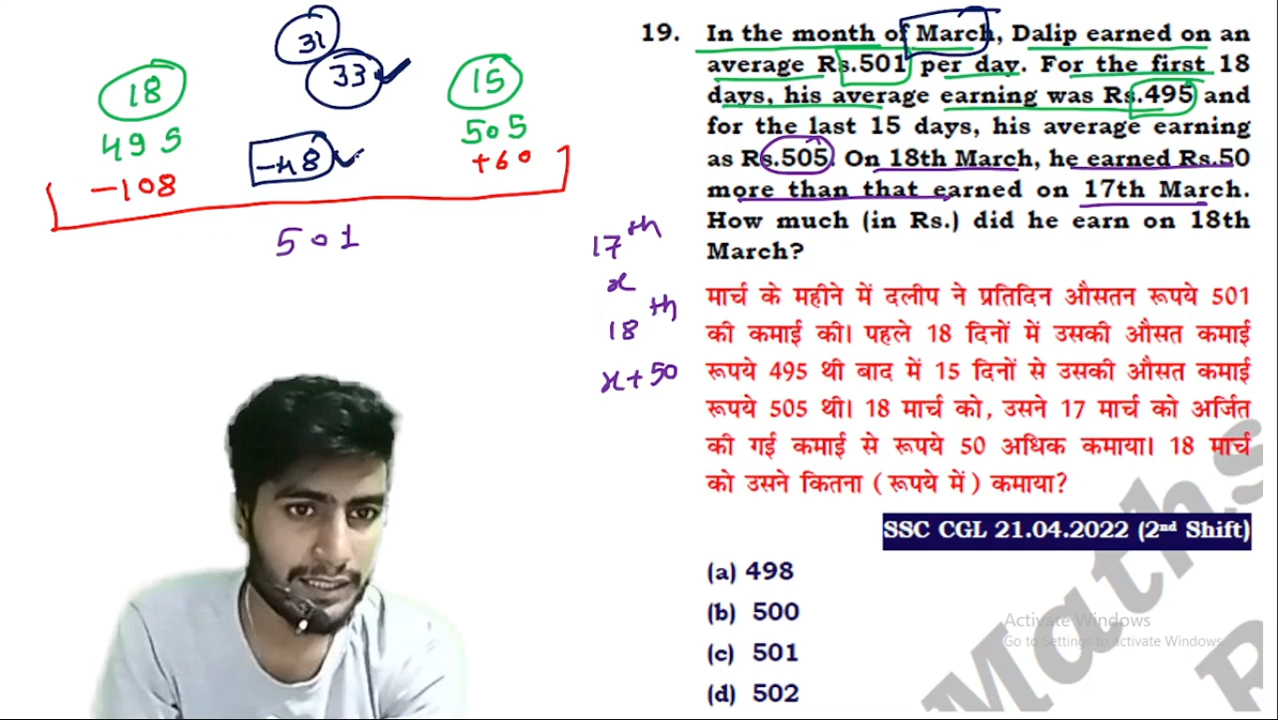 31
33
18
495
-108
-48
15
505
+60
501
17th
x
18th
x+50
19. In the month of March, Dalip earned on an
average Rs.501 per day. For the first 18
days, his average earning was Rs.495 and
for the last 15 days, his average earning
as Rs.505. On 18th March, he earned Rs.50
more than that earned on 17th March.
How much (in Rs.) did he earn on 18th
March?
मार्च के महीने में दलीप ने प्रतिदिन औसतन रूपये 501
की कमाई की। पहले 18 दिनों में उसकी औसत कमाई
रूपये 495 थी बाद में 15 दिनों से उसकी औसत कमाई
रूपये 505 थी। 18 मार्च को, उसने 17 मार्च को अर्जित
की गई कमाई से रूपये 50 अधिक कमाया। 18 मार्च
को उसने कितना (रूपये में) कमाया?
SSC CGL 21.04.2022 (2nd Shift)
(a) 498
(b) 500
(c) 501
(d) 502
Activate Windows
Go to Settings to activate Windows.
Maths